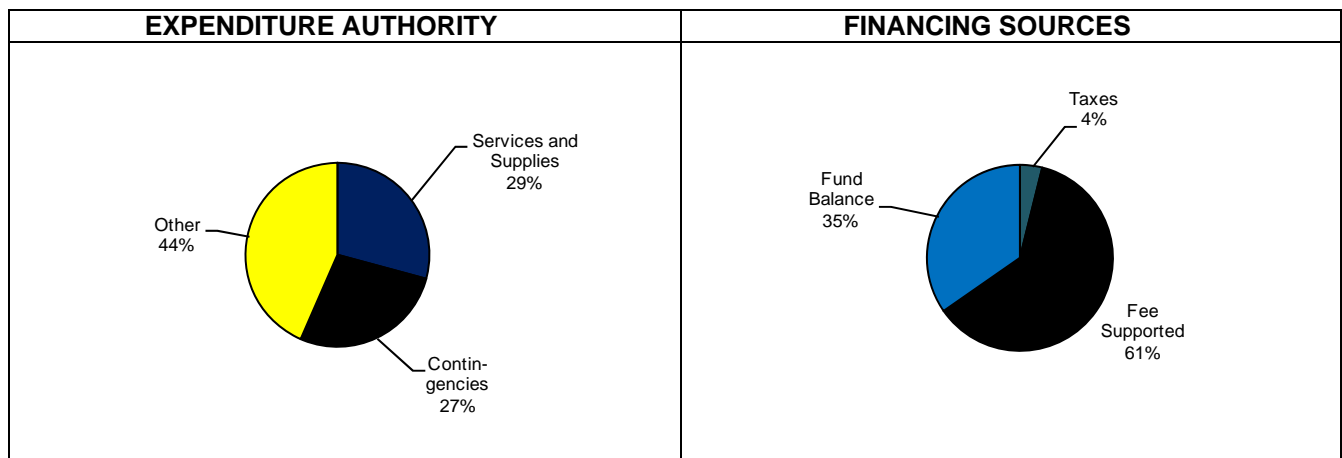 EXPENDITURE AUTHORITY
Services and
Supplies
29%
Other
44%
Contin-
gencies
27%
FINANCING SOURCES
Taxes
4%
Fund
Balance
35%
Fee
Supported
61%